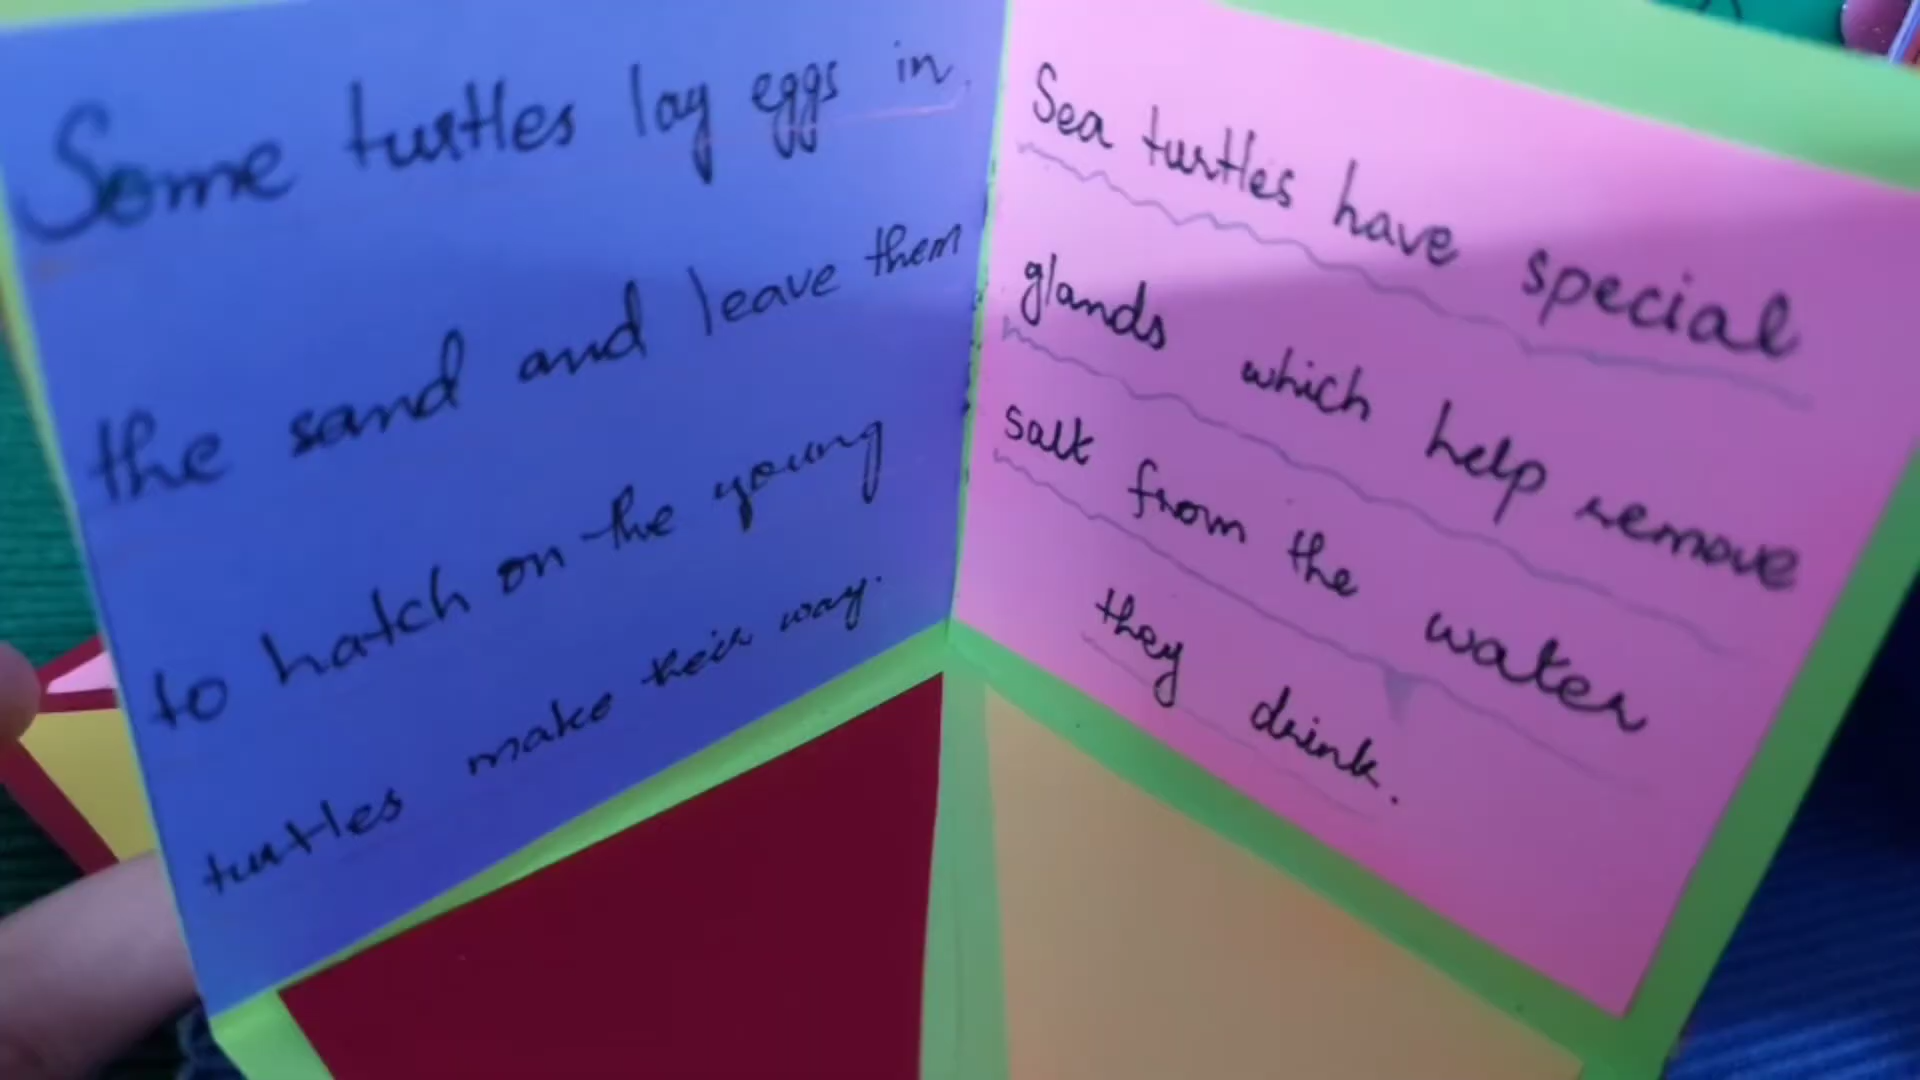 Some turtles lay eggs in
the sand and leave them
to hatch on the young
turtles make their way.
Sea turtles have special
glands which help remove
salt from the water
they drink.